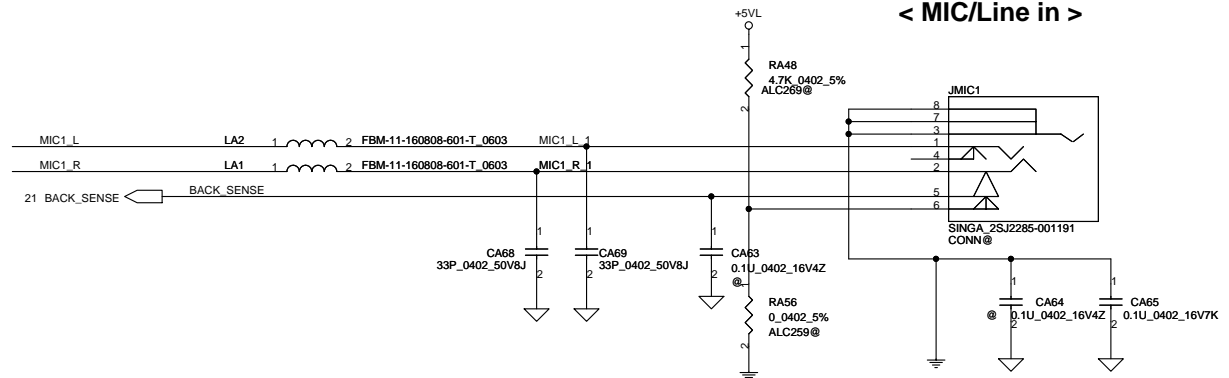 < MIC/Line in >
+5VL
1
RA48
4.7K_0402_5%
ALC269@
2
JMIC1
8
7
3
1
4
2
5
6
SINGA_2SJ2285-001191
CONN@
MIC1_L LA2 1 2 FBM-11-160808-601-T_0603 MIC1_L_1
MIC1_R LA1 1 2 FBM-11-160808-601-T_0603 MIC1_R_1
21 BACK_SENSE BACK_SENSE
1
CA68
33P_0402_50V8J
2
1
CA69
33P_0402_50V8J
2
1
CA63
0.1U_0402_16V4Z
2
@
1
RA56
0_0402_5%
ALC259@
2
1
CA64
@ 0.1U_0402_16V4Z
2
1
CA65
0.1U_0402_16V7K
2